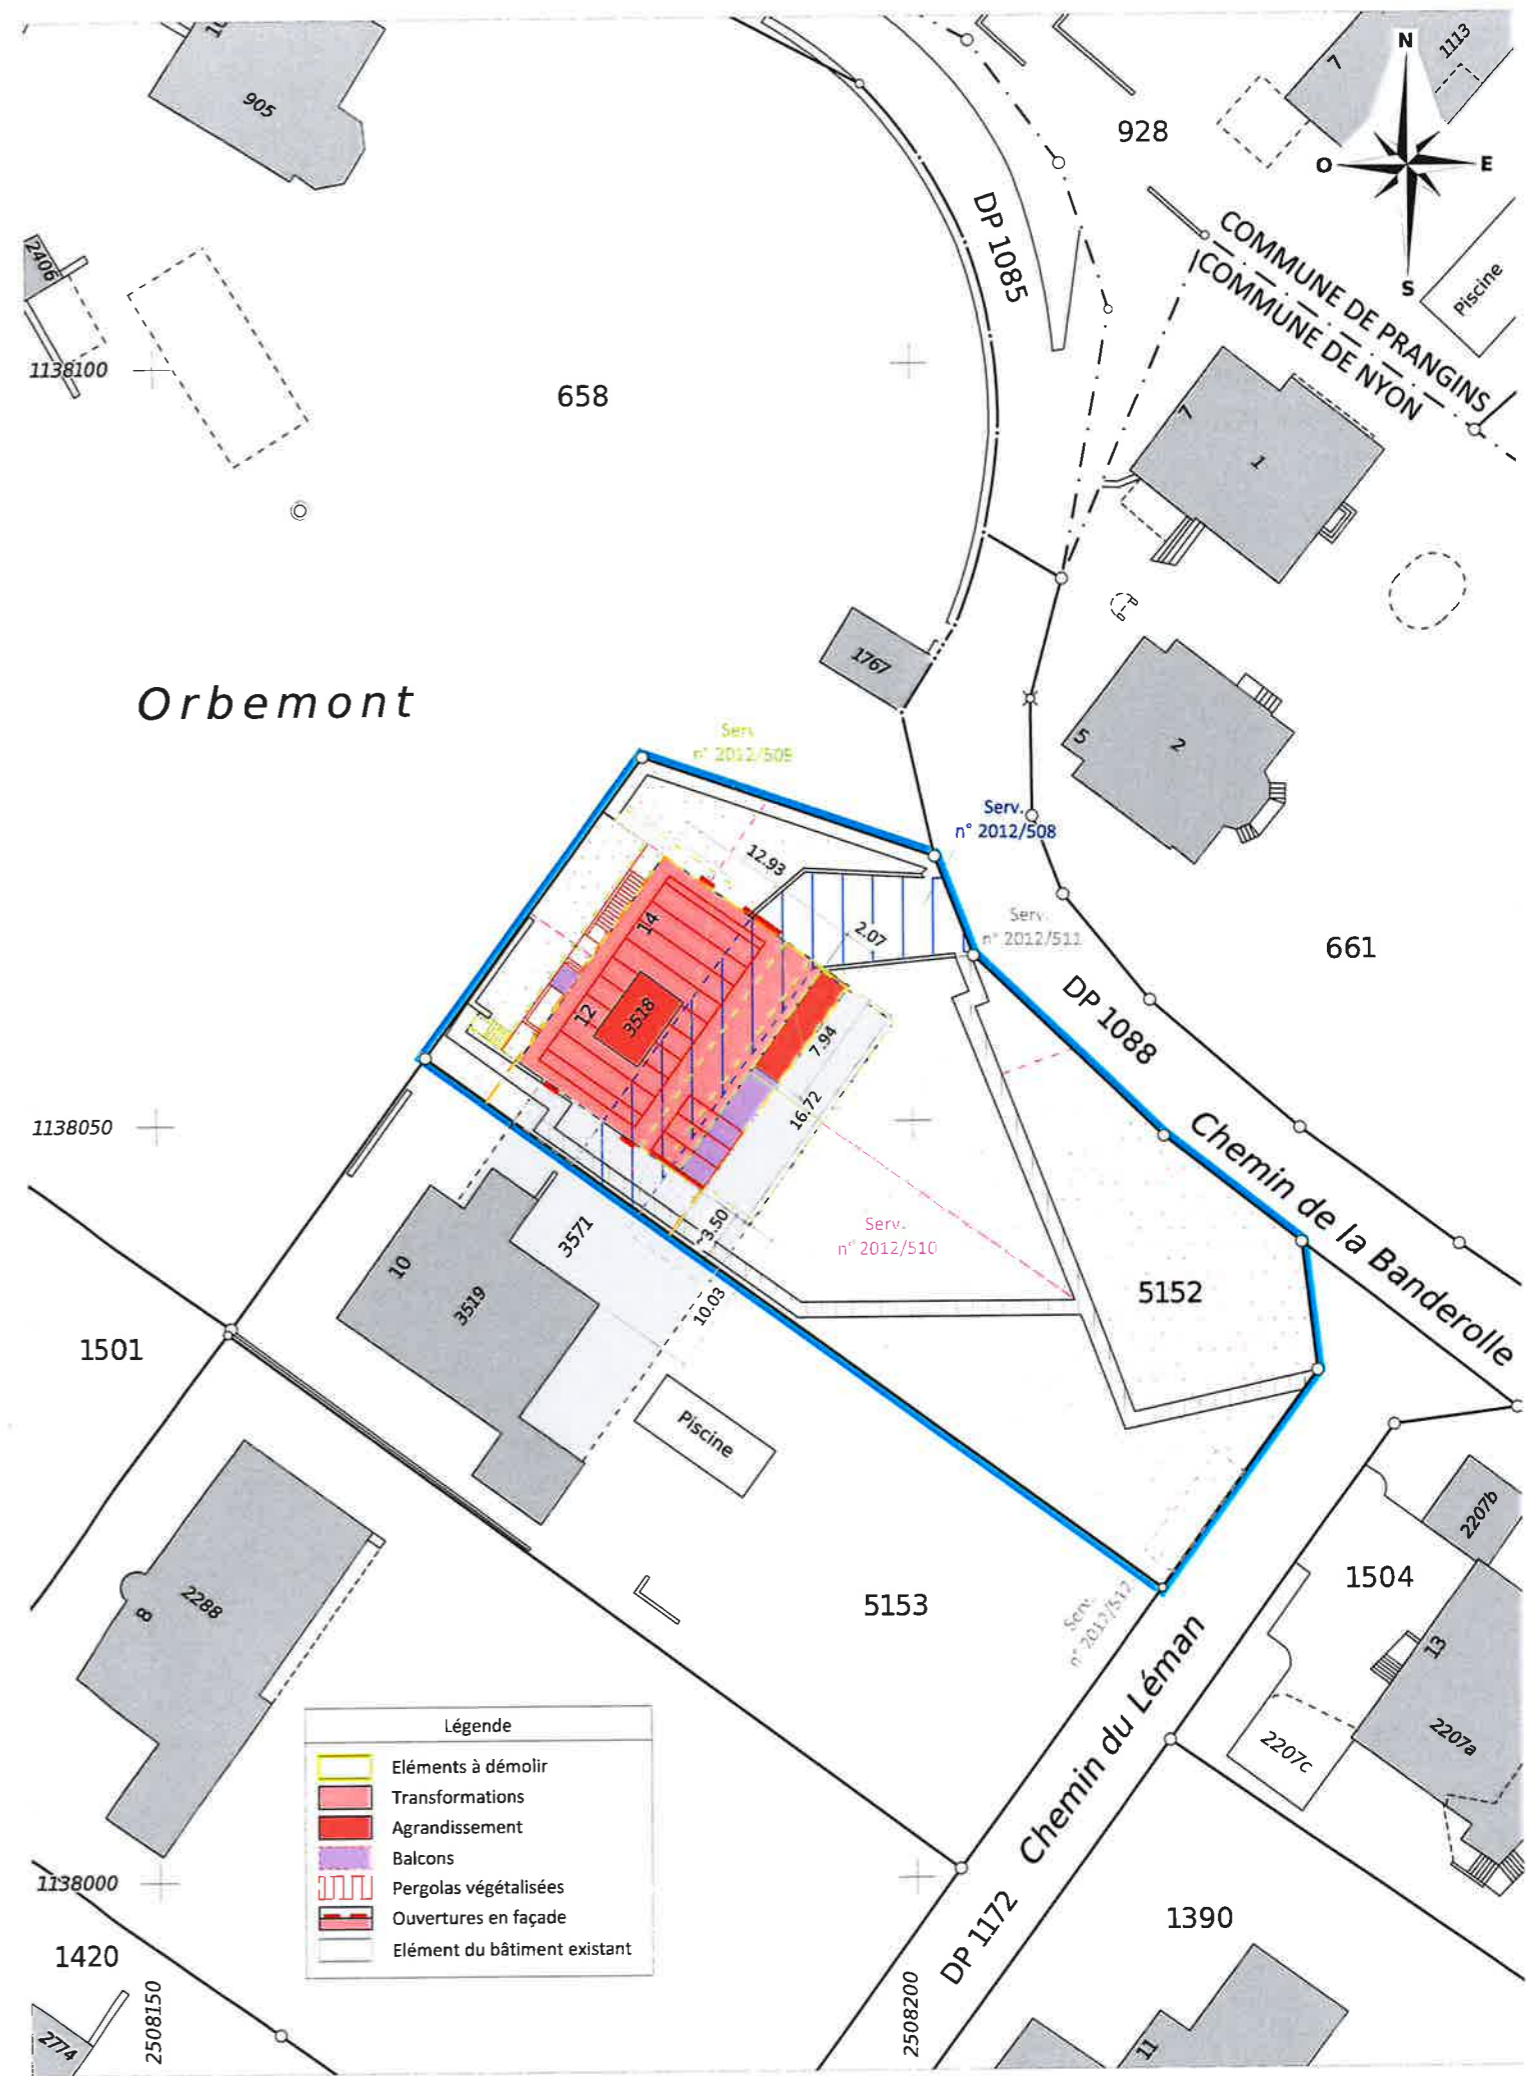 10
905
N
O
E
S
7
1113
928
DP 1085
COMMUNE DE PRANGINS
COMMUNE DE NYON
Piscine
2406
1138100
658
7
1
1767
Orbemont
5
2
Serv.
n° 2012/509
Serv.
n° 2012/508
12.93
Serv.
n° 2012/511
2.07
14
12
3518
7.94
16.72
661
DP 1088
Chemin de la Banderolle
1138050
Serv.
n° 2012/510
3.50
3571
10
3519
10.03
5152
1501
Piscine
2207b
1504
5153
Serv.
n° 2012/512
8
2288
13
2207a
2207c
Chemin du Léman
Légende
Eléments à démolir
Transformations
Agrandissement
Balcons
Pergolas végétalisées
Ouvertures en façade
Elément du bâtiment existant
1138000
DP 1172
1390
1420
2774
2508150
2508200
11